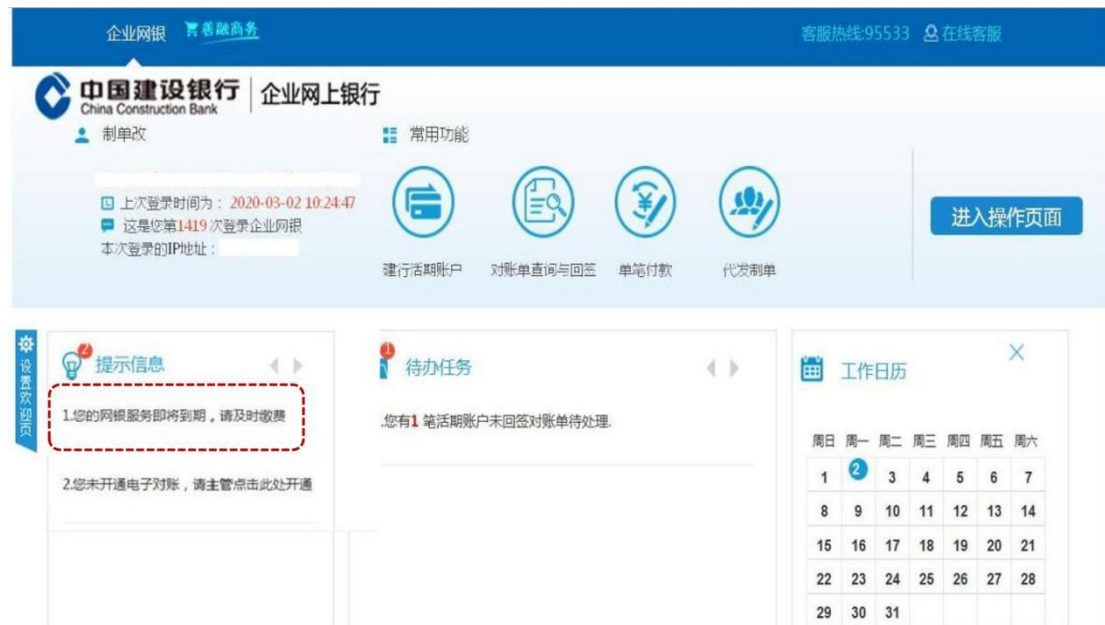 企业网银 善融商务 客服热线:95533 在线客服
中国建设银行 企业网上银行
China Construction Bank
制单改 常用功能
上次登录时间为： 2020-03-02 10:24:47
这是您第1419次登录企业网银
本次登录的IP地址：
进入操作页面
建行活期账户 对账单查询与回签 单笔付款 代发制单
设置欢迎页
2 提示信息
1.您的网银服务即将到期，请及时缴费
2.您未开通电子对账，请主管点击此处开通
1 待办任务
.您有1 笔活期账户未回签对账单待处理.
工作日历
周日 周一 周二 周三 周四 周五 周六
1 2 3 4 5 6 7
8 9 10 11 12 13 14
15 16 17 18 19 20 21
22 23 24 25 26 27 28
29 30 31